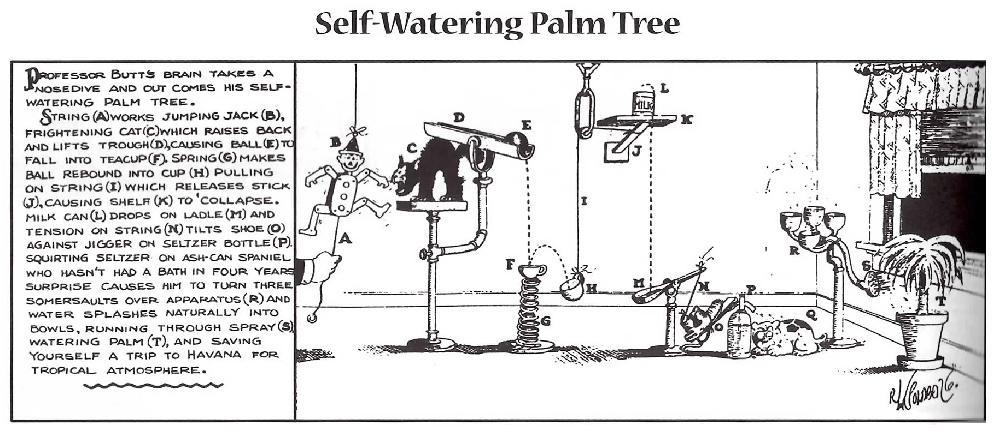 Self-Watering Palm Tree
PROFESSOR BUTTS BRAIN TAKES A
NOSEDIVE AND OUT COMES HIS SELF-
WATERING PALM TREE.
STRING (A) WORKS JUMPING JACK (B),
FRIGHTENING CAT (C) WHICH RAISES BACK
AND LIFTS TROUGH (D), CAUSING BALL (E) TO
FALL INTO TEACUP (F). SPRING (G) MAKES
BALL REBOUND INTO CUP (H) PULLING
ON STRING (I) WHICH RELEASES STICK
(J), CAUSING SHELF (K) TO COLLAPSE.
MILK CAN (L) DROPS ON LADLE (M) AND
TENSION ON STRING (N) TILTS SHOE (O)
AGAINST JIGGER ON SELTZER BOTTLE (P).
SQUIRTING SELTZER ON ASH-CAN SPANIEL
WHO HASN'T HAD A BATH IN FOUR YEARS
SURPRISE CAUSES HIM TO TURN THREE
SOMERSAULTS OVER APPARATUS (R) AND
WATER SPLASHES NATURALLY INTO
BOWLS, RUNNING THROUGH SPRAY (S)
WATERING PALM (T), AND SAVING
YOURSELF A TRIP TO HAVANA FOR
TROPICAL ATMOSPHERE.
A
B
C
D
E
F
G
H
I
J
K
L
MILK
M
N
O
P
Q
R
S
T